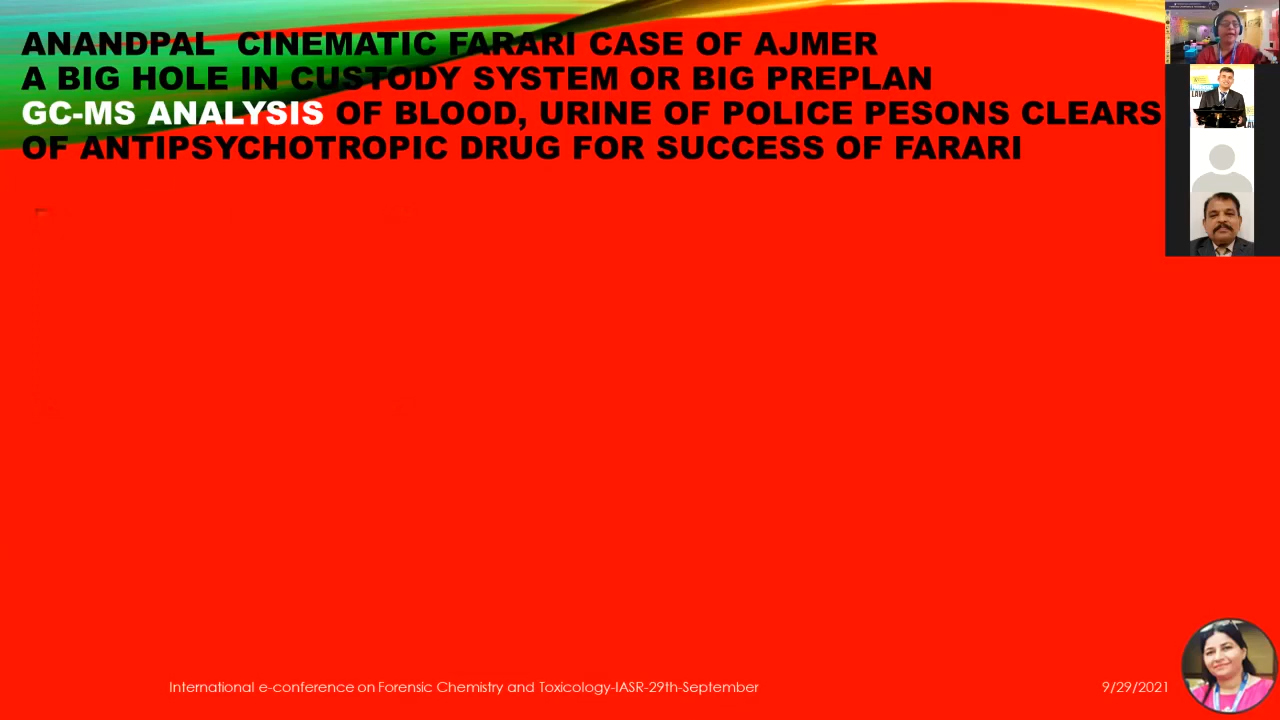 ANANDPAL CINEMATIC FARARI CASE OF AJMER
A BIG HOLE IN CUSTODY SYSTEM OR BIG PREPLAN
GC-MS ANALYSIS OF BLOOD, URINE OF POLICE PESONS CLEARS
OF ANTIPSYCHOTROPIC DRUG FOR SUCCESS OF FARARI
International e-conference on Forensic Chemistry and Toxicology-IASR-29th-September
9/29/2021